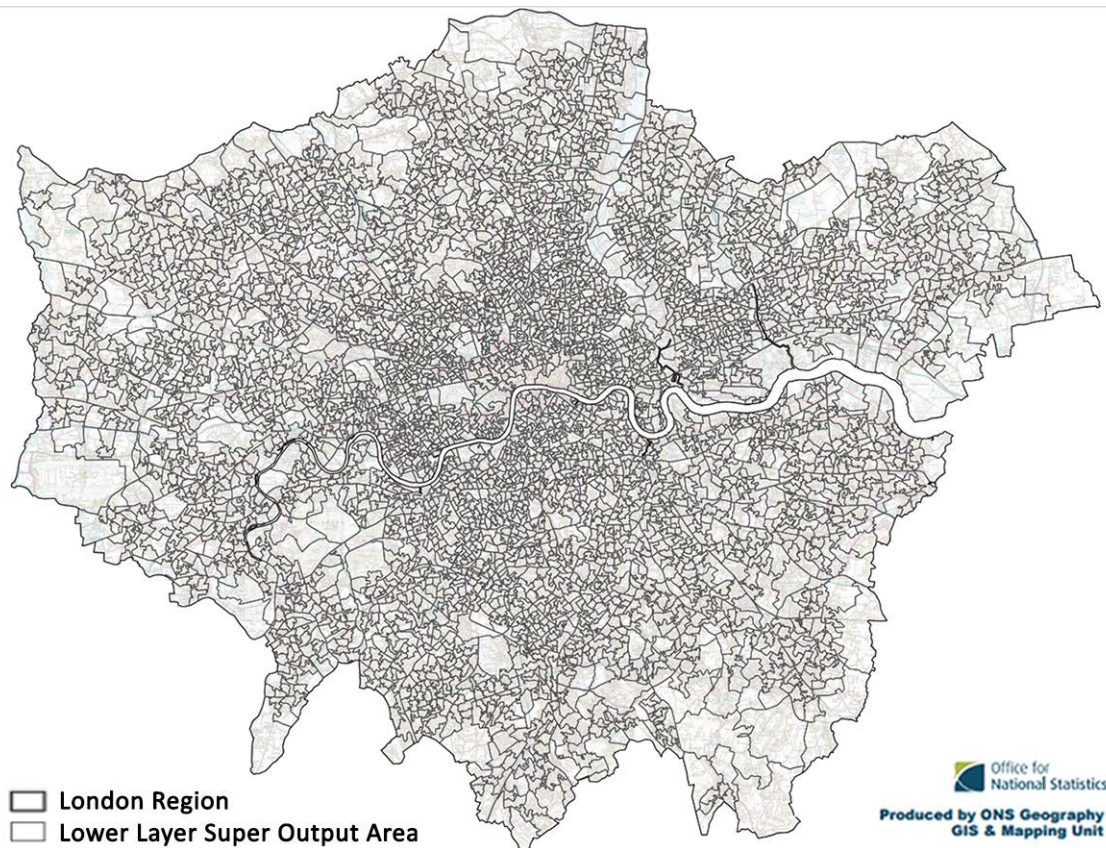 London Region
Lower Layer Super Output Area
Office for
National Statistics
Produced by ONS Geography
GIS & Mapping Unit